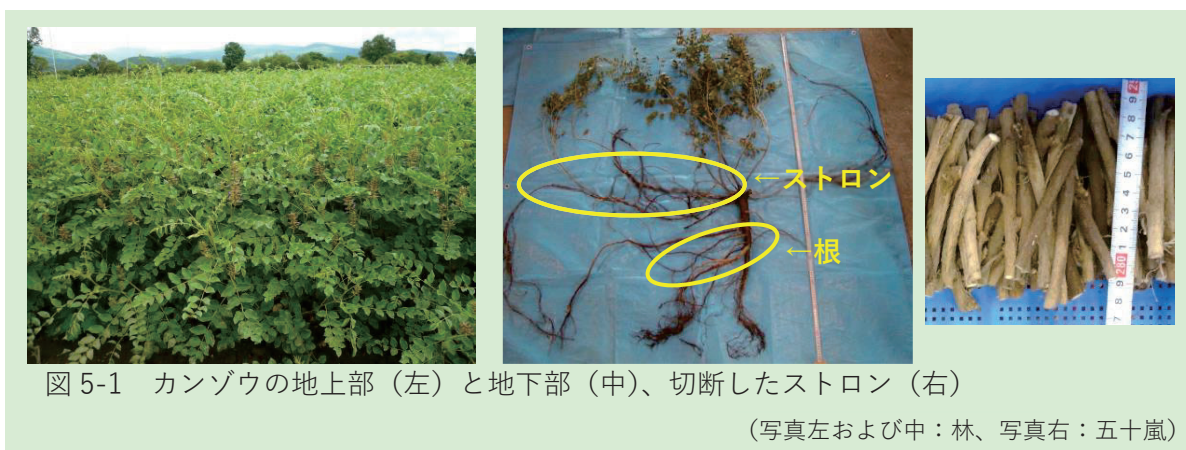 ←ストロン
←根
図 5-1 カンゾウの地上部（左）と地下部（中）、切断したストロン（右）
（写真左および中：林、写真右：五十嵐）